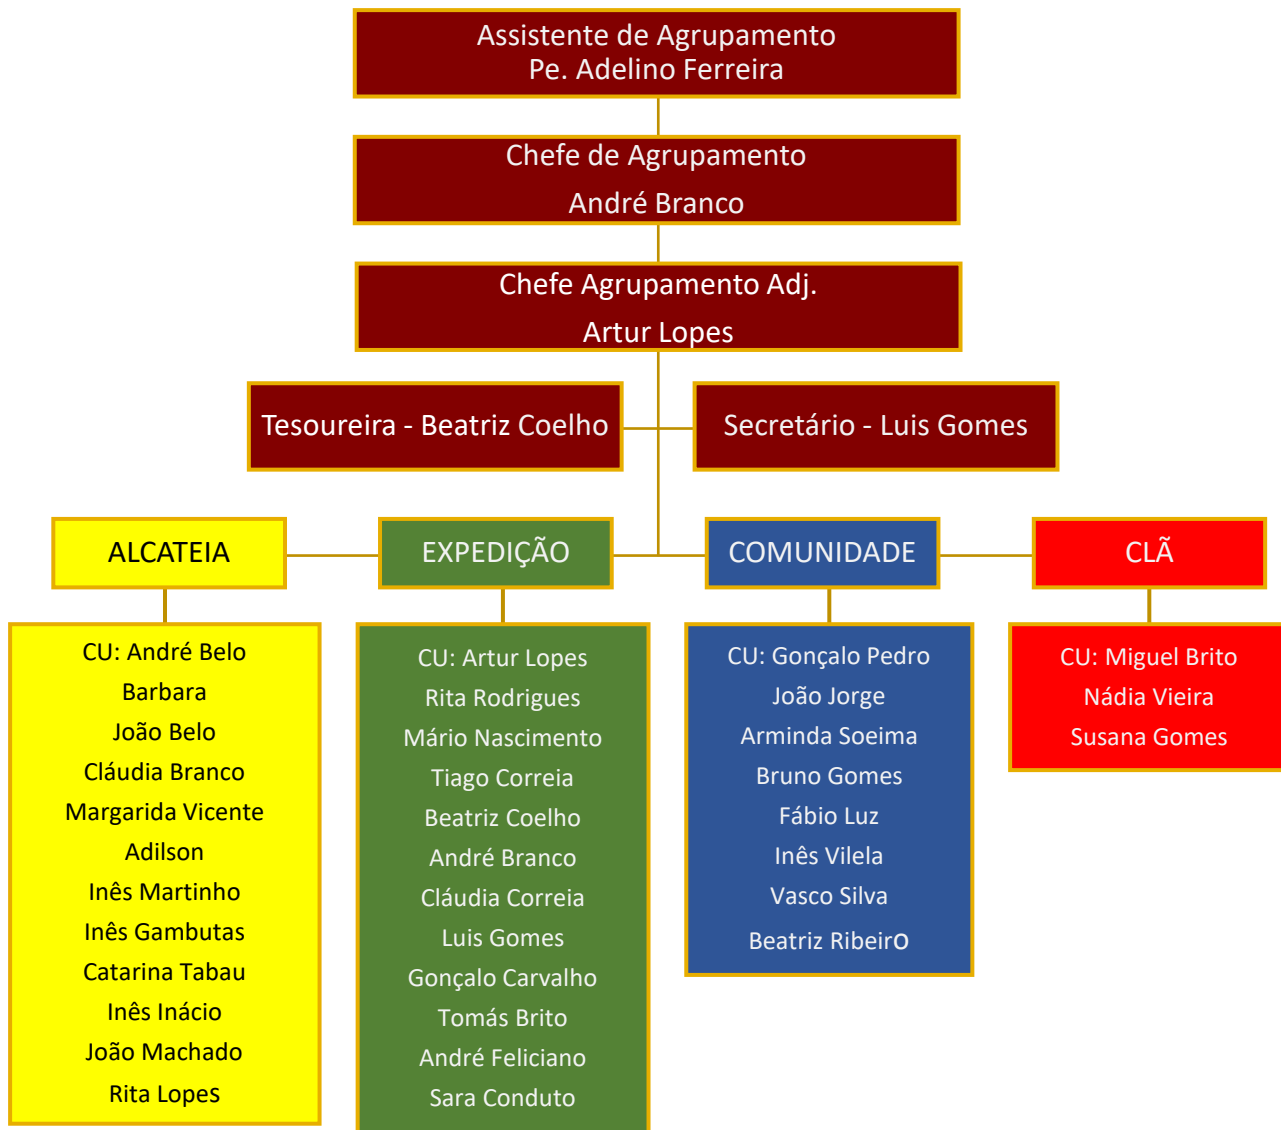 Assistente de Agrupamento
Pe. Adelino Ferreira
Chefe de Agrupamento
André Branco
Chefe Agrupamento Adj.
Artur Lopes
Tesoureira - Beatriz Coelho
Secretário - Luis Gomes
ALCATEIA
EXPEDIÇÃO
COMUNIDADE
CLÃ
CU: André Belo
Barbara
João Belo
Cláudia Branco
Margarida Vicente
Adilson
Inês Martinho
Inês Gambutas
Catarina Tabau
Inês Inácio
João Machado
Rita Lopes
CU: Artur Lopes
Rita Rodrigues
Mário Nascimento
Tiago Correia
Beatriz Coelho
André Branco
Cláudia Correia
Luis Gomes
Gonçalo Carvalho
Tomás Brito
André Feliciano
Sara Conduto
CU: Gonçalo Pedro
João Jorge
Arminda Soeima
Bruno Gomes
Fábio Luz
Inês Vilela
Vasco Silva
Beatriz Ribeiro
CU: Miguel Brito
Nádia Vieira
Susana Gomes